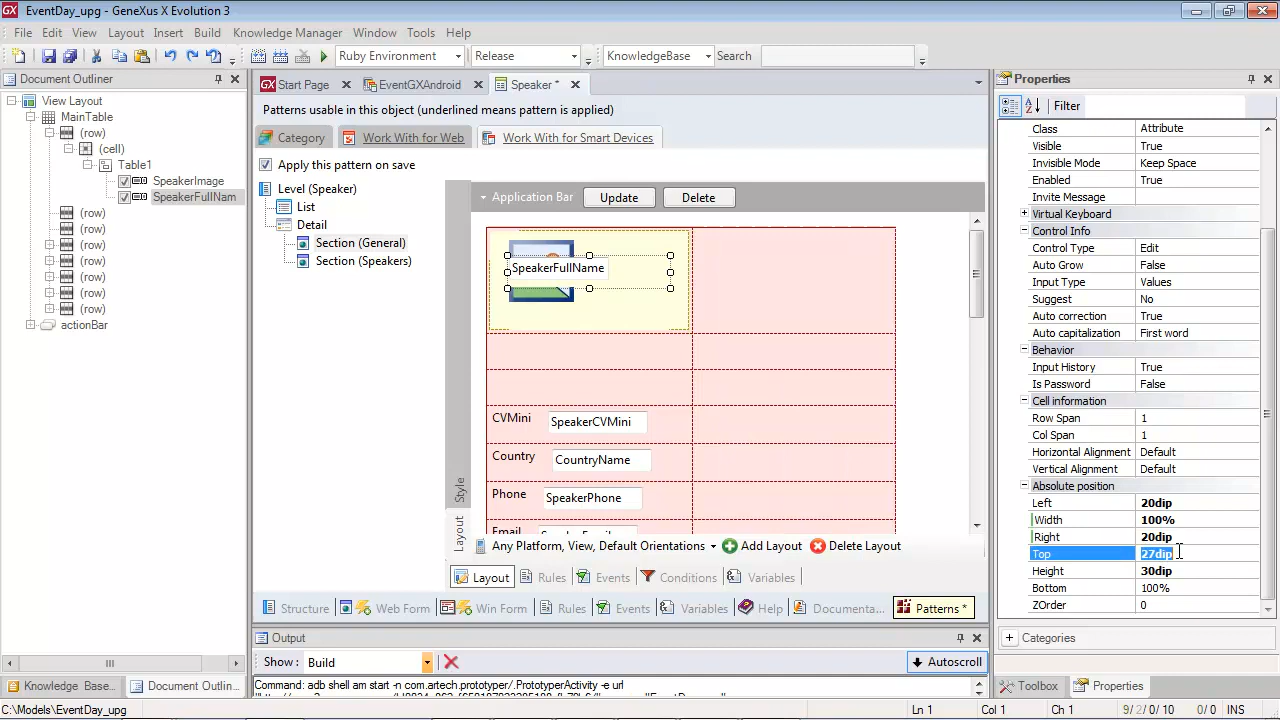 GX EventDay_upg - GeneXus X Evolution 3
File Edit View Layout Insert Build Knowledge Manager Window Tools Help
Ruby Environment Release KnowledgeBase Search
Document Outliner
View Layout
MainTable
(row)
(cell)
Table1
SpeakerImage
SpeakerFullNam
(row)
(row)
(row)
(row)
(row)
(row)
(row)
actionBar
Knowledge Base.. Document Outlin..
GX Start Page EventGXAndroid Speaker *
Patterns usable in this object (underlined means pattern is applied)
Category Work With for Web Work With for Smart Devices
Apply this pattern on save
Level (Speaker)
List
Detail
Section (General)
Section (Speakers)
Application Bar Update Delete
SpeakerFullName
CVMini SpeakerCVMini
Country CountryName
Phone SpeakerPhone
Email
Style
Layout
Any Platform, View, Default Orientations Add Layout Delete Layout
Layout Rules Events Conditions Variables
Structure Web Form Win Form Rules Events Variables Help Documenta... Patterns *
Output
Show: Build Autoscroll
Command: adb shell am start -n com.artech.prototyper/.PrototyperActivity -e url
Properties
Filter
Class Attribute
Visible True
Invisible Mode Keep Space
Enabled True
Invite Message
Virtual Keyboard
Control Info
Control Type Edit
Auto Grow False
Input Type Values
Suggest No
Auto correction True
Auto capitalization First word
Behavior
Input History True
Is Password False
Cell information
Row Span 1
Col Span 1
Horizontal Alignment Default
Vertical Alignment Default
Absolute position
Left 20dip
Width 100%
Right 20dip
Top 27dip
Height 30dip
Bottom 100%
ZOrder 0
Categories
Toolbox Properties
C:\Models\EventDay_upg Ln 1 Col 1 Ch 1 9/2/0/10 0/0 INS